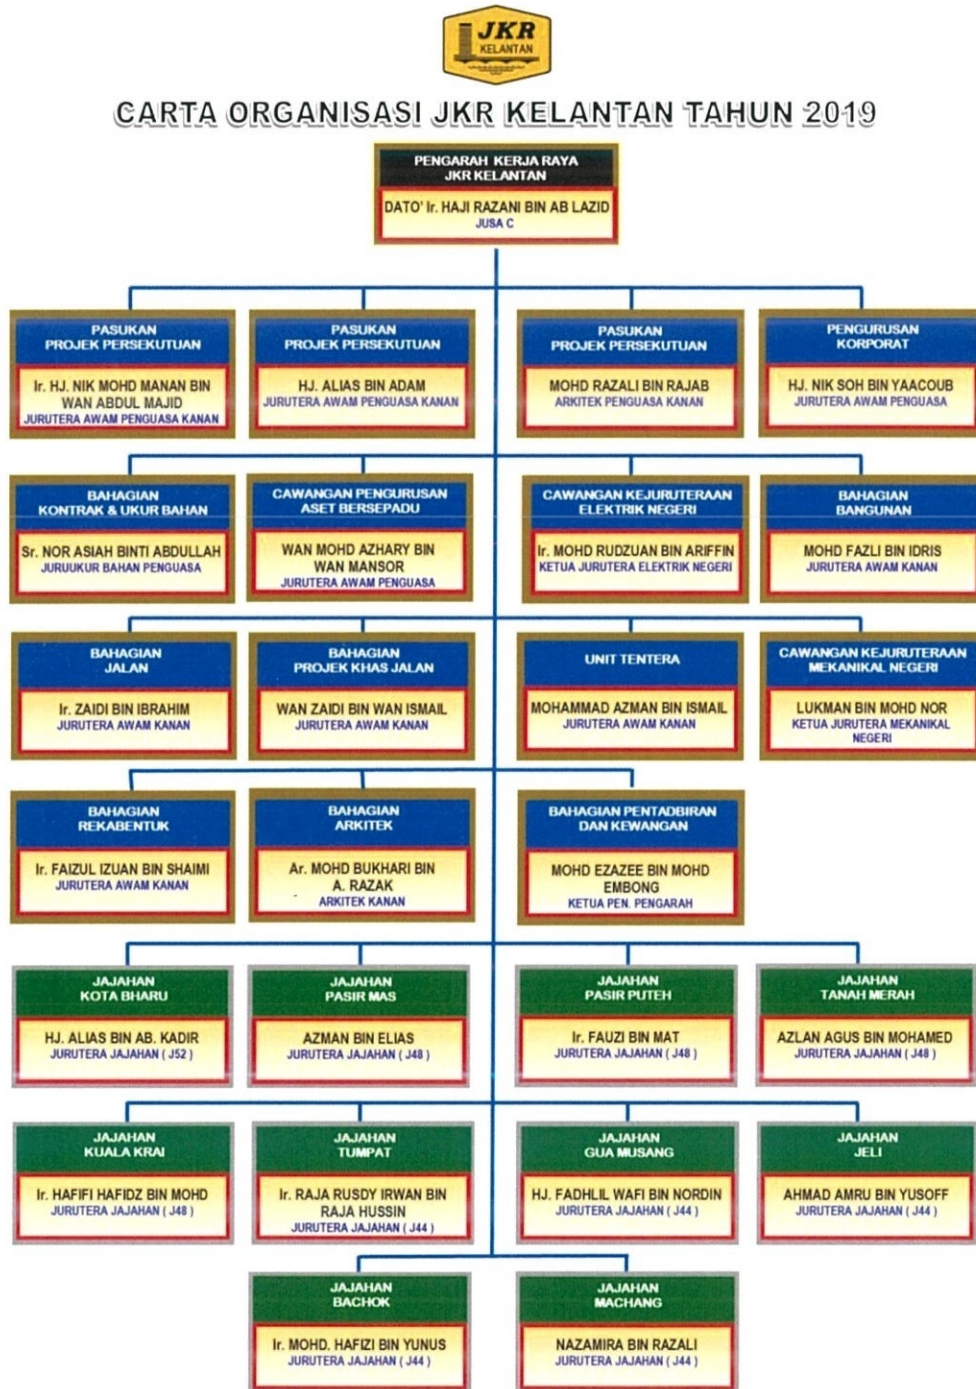 JKR
KELANTAN
CARTA ORGANISASI JKR KELANTAN TAHUN 2019
PENGARAH KERJA RAYA
JKR KELANTAN
DATO' Ir. HAJI RAZANI BIN AB LAZID
JUSA C
PASUKAN
PROJEK PERSEKUTUAN
Ir. HJ. NIK MOHD MANAN BIN
WAN ABDUL MAJID
JURUTERA AWAM PENGUASA KANAN
PASUKAN
PROJEK PERSEKUTUAN
HJ. ALIAS BIN ADAM
JURUTERA AWAM PENGUASA KANAN
PASUKAN
PROJEK PERSEKUTUAN
MOHD RAZALI BIN RAJAB
ARKITEK PENGUASA KANAN
PENGURUSAN
KORPORAT
HJ. NIK SOH BIN YAACOUB
JURUTERA AWAM PENGUASA
BAHAGIAN
KONTRAK & UKUR BAHAN
Sr. NOR ASIAH BINTI ABDULLAH
JURUUKUR BAHAN PENGUASA
CAWANGAN PENGURUSAN
ASET BERSEPADU
WAN MOHD AZHARY BIN
WAN MANSOR
JURUTERA AWAM PENGUASA
CAWANGAN KEJURUTERAAN
ELEKTRIK NEGERI
Ir. MOHD RUDZUAN BIN ARIFFIN
KETUA JURUTERA ELEKTRIK NEGERI
BAHAGIAN
BANGUNAN
MOHD FAZLI BIN IDRIS
JURUTERA AWAM KANAN
BAHAGIAN
JALAN
Ir. ZAIDI BIN IBRAHIM
JURUTERA AWAM KANAN
BAHAGIAN
PROJEK KHAS JALAN
WAN ZAIDI BIN WAN ISMAIL
JURUTERA AWAM KANAN
UNIT TENTERA
MOHAMMAD AZMAN BIN ISMAIL
JURUTERA AWAM KANAN
CAWANGAN KEJURUTERAAN
MEKANIKAL NEGERI
LUKMAN BIN MOHD NOR
KETUA JURUTERA MEKANIKAL
NEGERI
BAHAGIAN
REKABENTUK
Ir. FAIZUL IZUAN BIN SHAIMI
JURUTERA AWAM KANAN
BAHAGIAN
ARKITEK
Ar. MOHD BUKHARI BIN
A. RAZAK
ARKITEK KANAN
BAHAGIAN PENTADBIRAN
DAN KEWANGAN
MOHD EZAZEE BIN MOHD
EMBONG
KETUA PEN. PENGARAH
JAJAHAN
KOTA BHARU
HJ. ALIAS BIN AB. KADIR
JURUTERA JAJAHAN ( J52 )
JAJAHAN
PASIR MAS
AZMAN BIN ELIAS
JURUTERA JAJAHAN ( J48 )
JAJAHAN
PASIR PUTEH
Ir. FAUZI BIN MAT
JURUTERA JAJAHAN ( J48 )
JAJAHAN
TANAH MERAH
AZLAN AGUS BIN MOHAMED
JURUTERA JAJAHAN ( J48 )
JAJAHAN
KUALA KRAI
Ir. HAFIFI HAFIDZ BIN MOHD
JURUTERA JAJAHAN ( J48 )
JAJAHAN
TUMPAT
Ir. RAJA RUSDY IRWAN BIN
RAJA HUSSIN
JURUTERA JAJAHAN ( J44 )
JAJAHAN
GUA MUSANG
HJ. FADHLIL WAFI BIN NORDIN
JURUTERA JAJAHAN ( J44 )
JAJAHAN
JELI
AHMAD AMRU BIN YUSOFF
JURUTERA JAJAHAN ( J44 )
JAJAHAN
BACHOK
Ir. MOHD. HAFIZI BIN YUNUS
JURUTERA JAJAHAN ( J44 )
JAJAHAN
MACHANG
NAZAMIRA BIN RAZALI
JURUTERA JAJAHAN ( J44 )